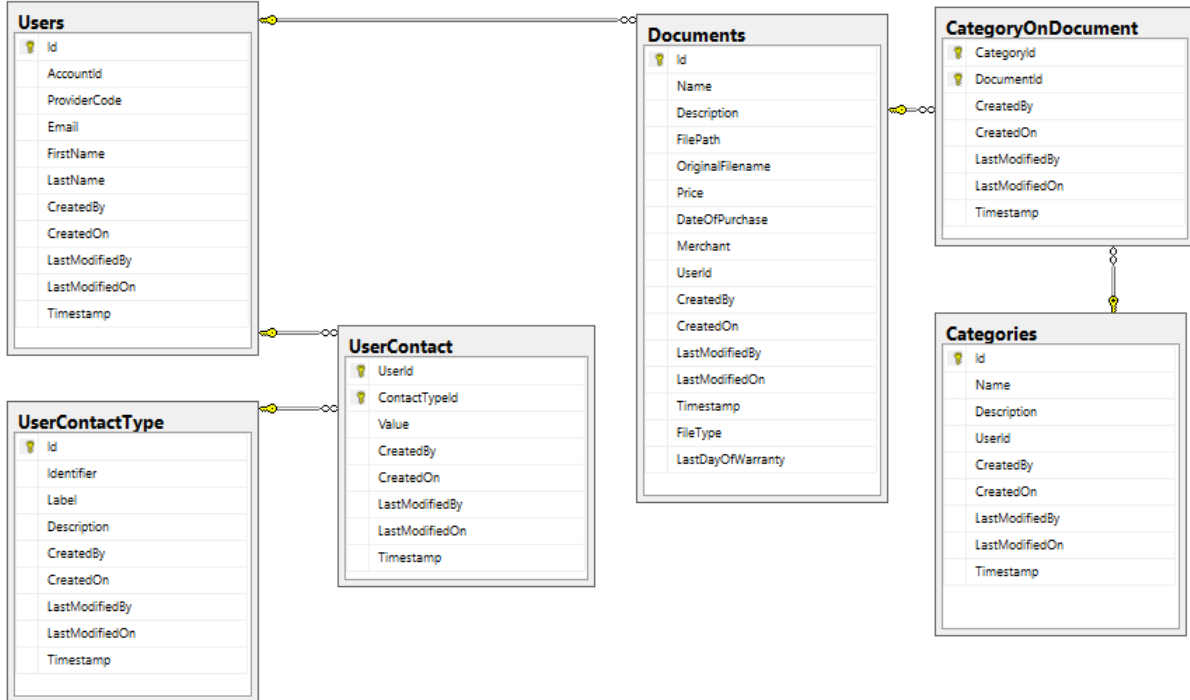 Users
Id
AccountId
ProviderCode
Email
FirstName
LastName
CreatedBy
CreatedOn
LastModifiedBy
LastModifiedOn
Timestamp
UserContactType
Id
Identifier
Label
Description
CreatedBy
CreatedOn
LastModifiedBy
LastModifiedOn
Timestamp
UserContact
UserId
ContactTypeId
Value
CreatedBy
CreatedOn
LastModifiedBy
LastModifiedOn
Timestamp
Documents
Id
Name
Description
FilePath
OriginalFilename
Price
DateOfPurchase
Merchant
UserId
CreatedBy
CreatedOn
LastModifiedBy
LastModifiedOn
Timestamp
FileType
LastDayOfWarranty
CategoryOnDocument
CategoryId
DocumentId
CreatedBy
CreatedOn
LastModifiedBy
LastModifiedOn
Timestamp
Categories
Id
Name
Description
UserId
CreatedBy
CreatedOn
LastModifiedBy
LastModifiedOn
Timestamp